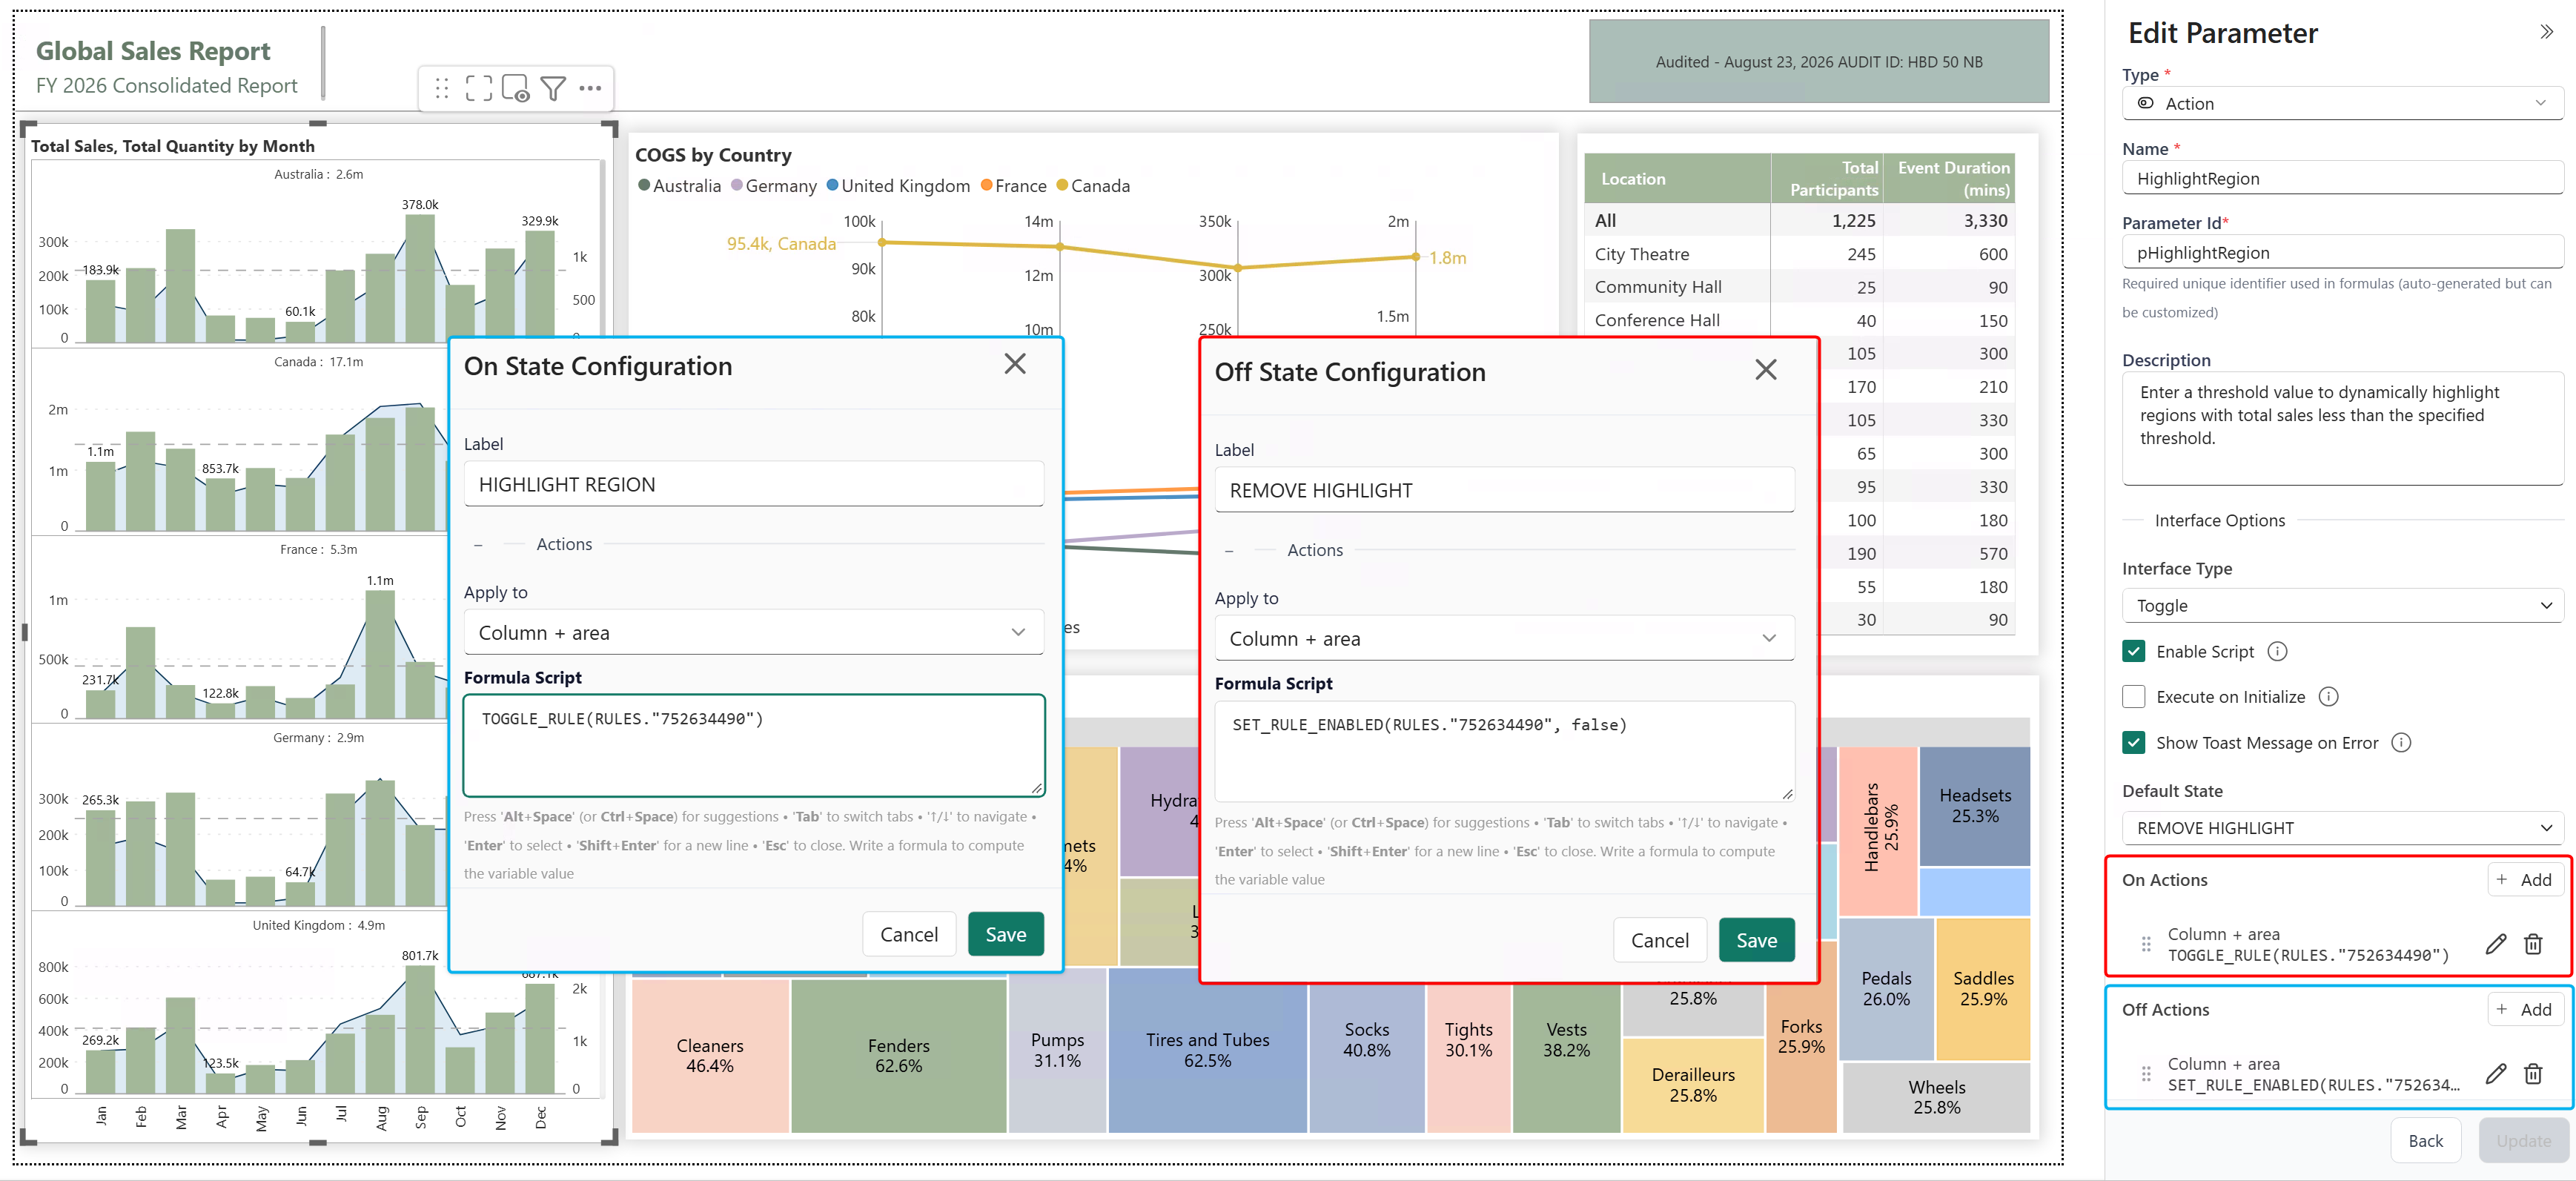 Global Sales Report
FY 2026 Consolidated Report
Audited - August 23, 2026 AUDIT ID: HBD 50 NB
Total Sales, Total Quantity by Month
Australia : 2.6m
378.0k
329.9k
300k
200k
100k
0
183.9k
60.1k
1k
500
Canada : 17.1m
2m
1m
0
1.1m
853.7k
France : 5.3m
1.1m
1m
500k
0
231.7k
122.8k
Germany : 2.9m
300k
200k
100k
0
265.3k
64.7k
United Kingdom : 4.9m
801.7k
800k
600k
400k
200k
0
269.2k
123.5k
2k
1k
0
Jan
Feb
Mar
Apr
May
Jun
Jul
Aug
Sep
Oct
Nov
Dec
COGS by Country
Australia Germany United Kingdom France Canada
95.4k, Canada
100k
90k
80k
14m
12m
10m
350k
300k
250k
2m
1.5m
1.8m
Location Total Participants Event Duration (mins)
All 1,225 3,330
City Theatre 245 600
Community Hall 25 90
Conference Hall 40 150
105 300
170 210
105 330
65 300
95 330
100 180
190 570
55 180
30 90
On State Configuration
Label
HIGHLIGHT REGION
– Actions
Apply to
Column + area
Formula Script
TOGGLE_RULE(RULES."752634490")
Press 'Alt+Space' (or Ctrl+Space) for suggestions • 'Tab' to switch tabs • '↑/↓' to navigate •
'Enter' to select • 'Shift+Enter' for a new line • 'Esc' to close. Write a formula to compute
the variable value
Cancel
Save
Off State Configuration
Label
REMOVE HIGHLIGHT
– Actions
Apply to
Column + area
Formula Script
SET_RULE_ENABLED(RULES."752634490", false)
Press 'Alt+Space' (or Ctrl+Space) for suggestions • 'Tab' to switch tabs • '↑/↓' to navigate •
'Enter' to select • 'Shift+Enter' for a new line • 'Esc' to close. Write a formula to compute
the variable value
Cancel
Save
Handlebars
25.9%
Headsets
25.3%
Pedals
26.0%
Saddles
25.9%
Wheels
25.8%
Cleaners
46.4%
Fenders
62.6%
Pumps
31.1%
Tires and Tubes
62.5%
Socks
40.8%
Tights
30.1%
Vests
38.2%
25.8%
Derailleurs
25.8%
Forks
25.9%
Edit Parameter
Type *
Action
Name *
HighlightRegion
Parameter Id*
pHighlightRegion
Required unique identifier used in formulas (auto-generated but can
be customized)
Description
Enter a threshold value to dynamically highlight
regions with total sales less than the specified
threshold.
Interface Options
Interface Type
Toggle
Enable Script
Execute on Initialize
Show Toast Message on Error
Default State
REMOVE HIGHLIGHT
On Actions
+ Add
Column + area
TOGGLE_RULE(RULES."752634490")
Off Actions
+ Add
Column + area
SET_RULE_ENABLED(RULES."752634...
Back
Update